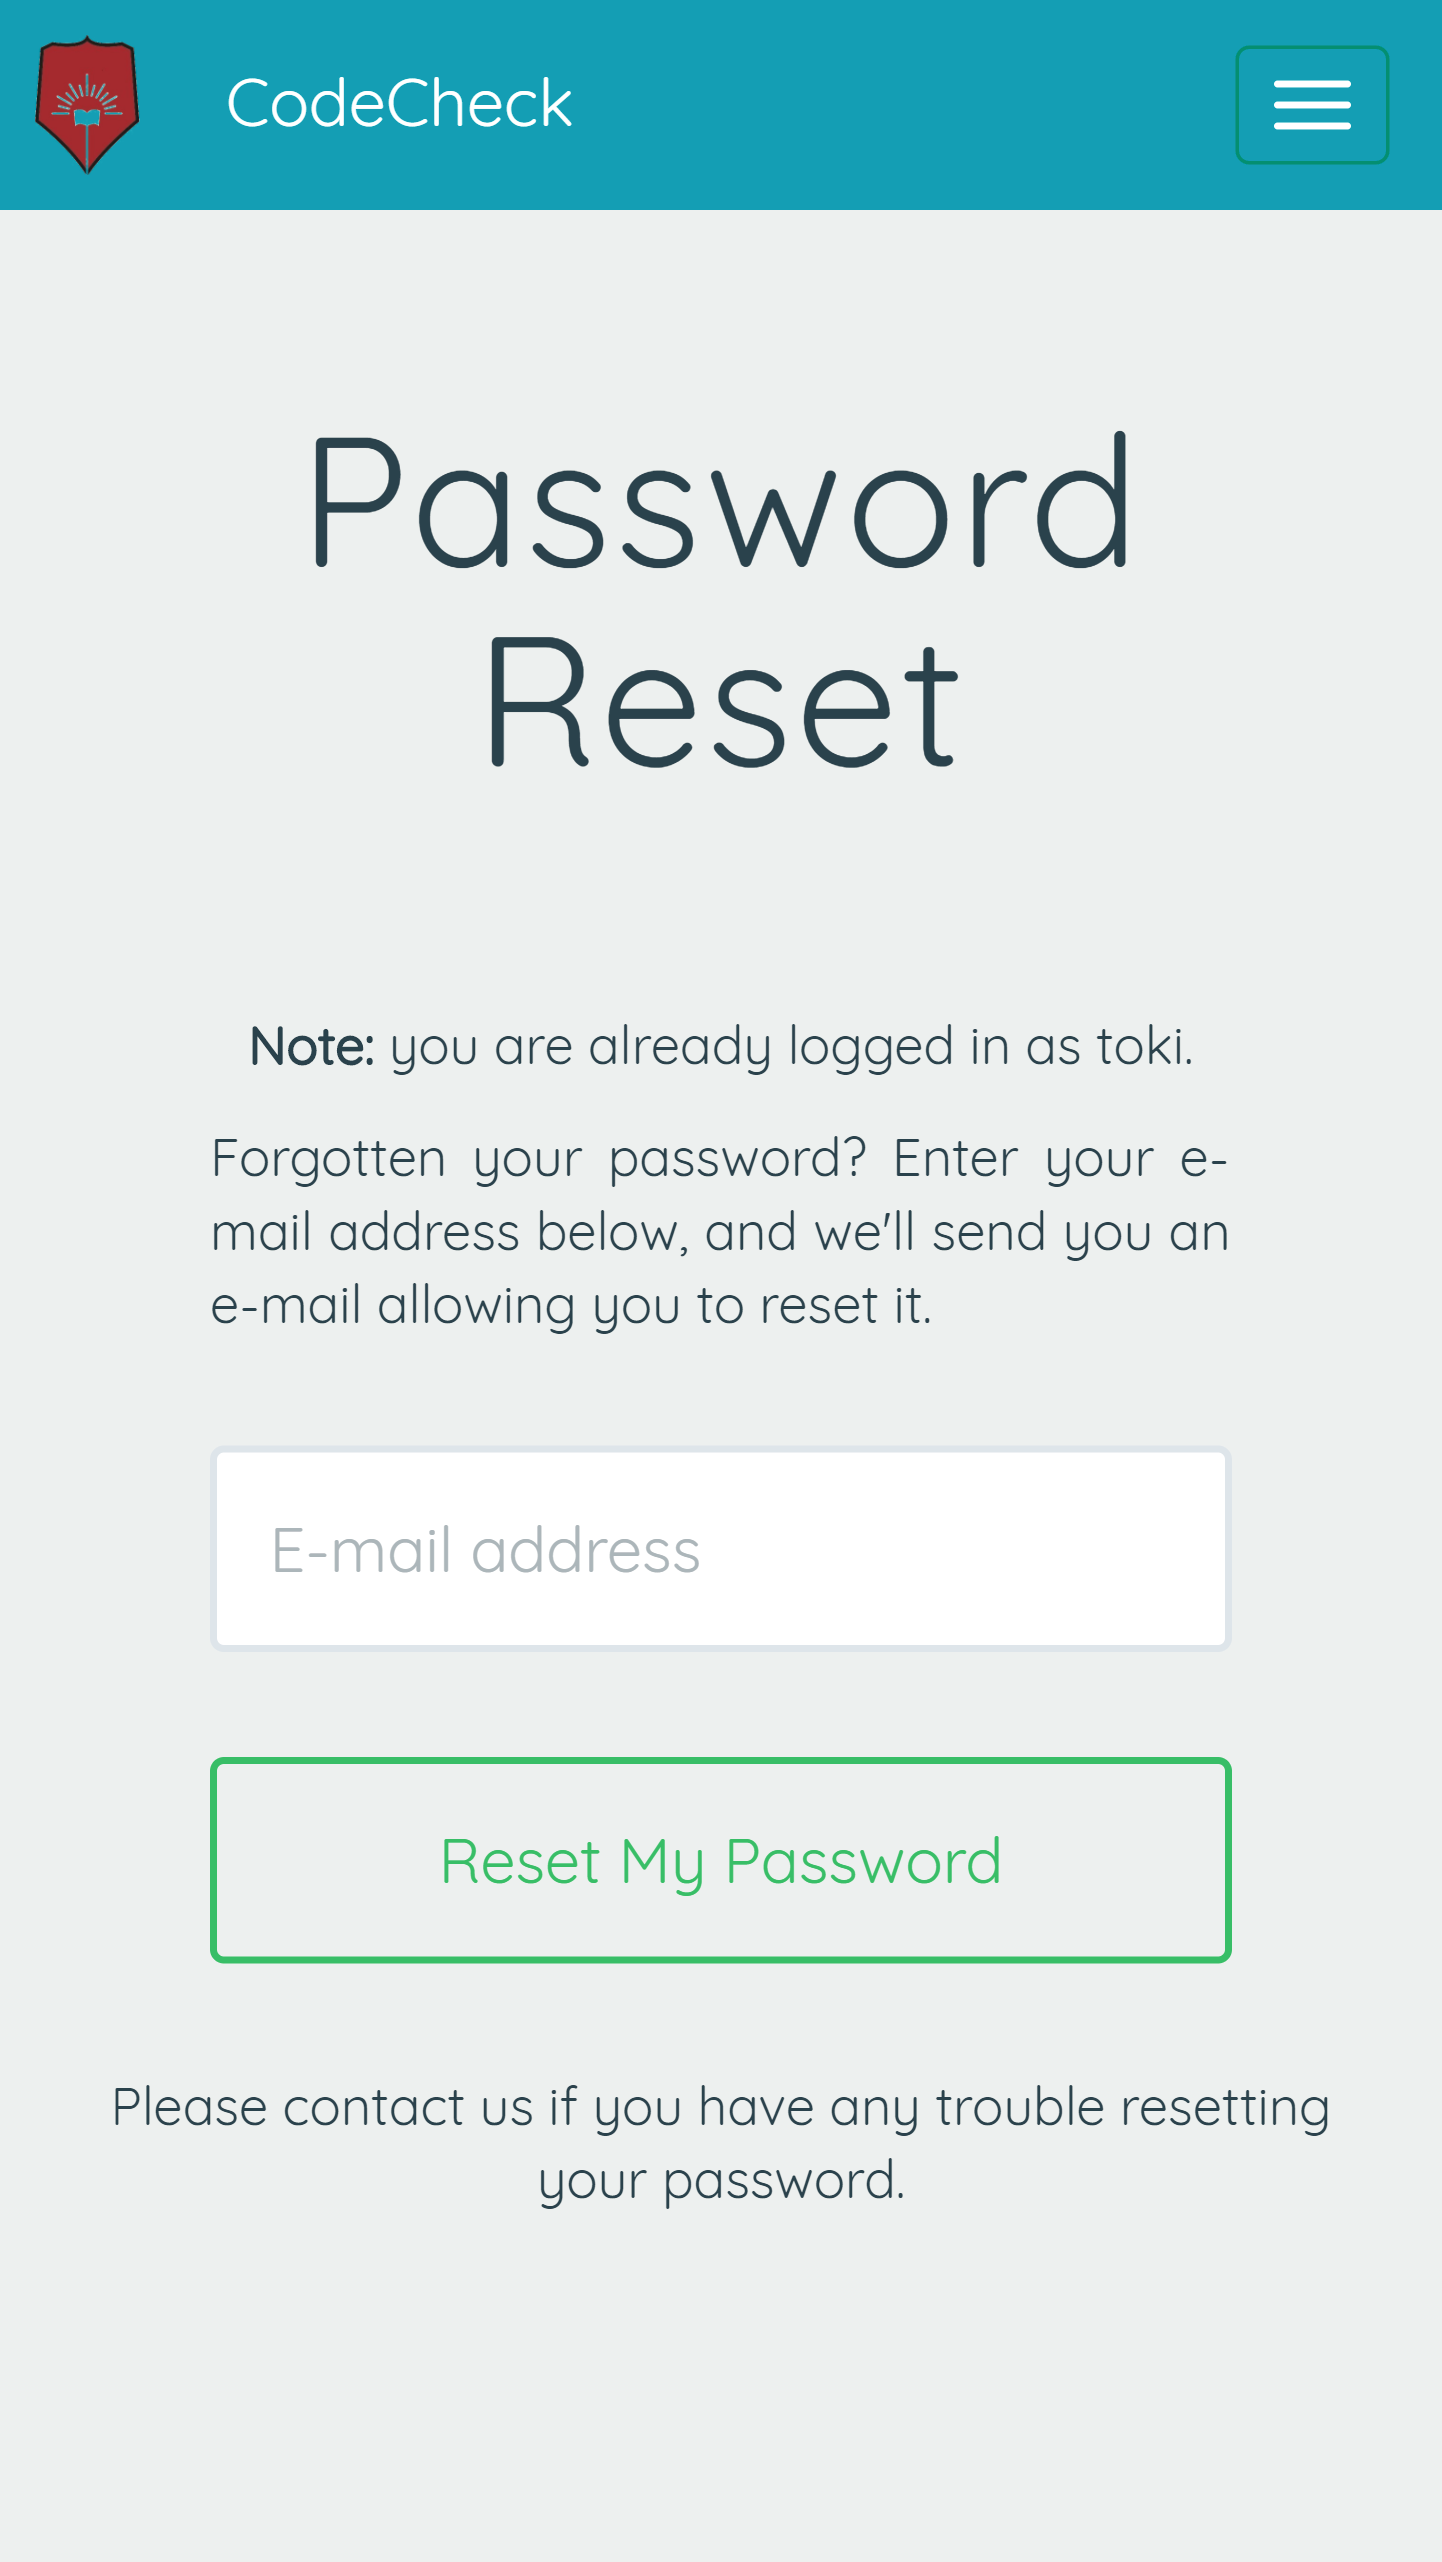 CodeCheck
Password
Reset
Note: you are already logged in as toki.
Forgotten your password? Enter your e-
mail address below, and we'll send you an
e-mail allowing you to reset it.
E-mail address
Reset My Password
Please contact us if you have any trouble resetting
your password.